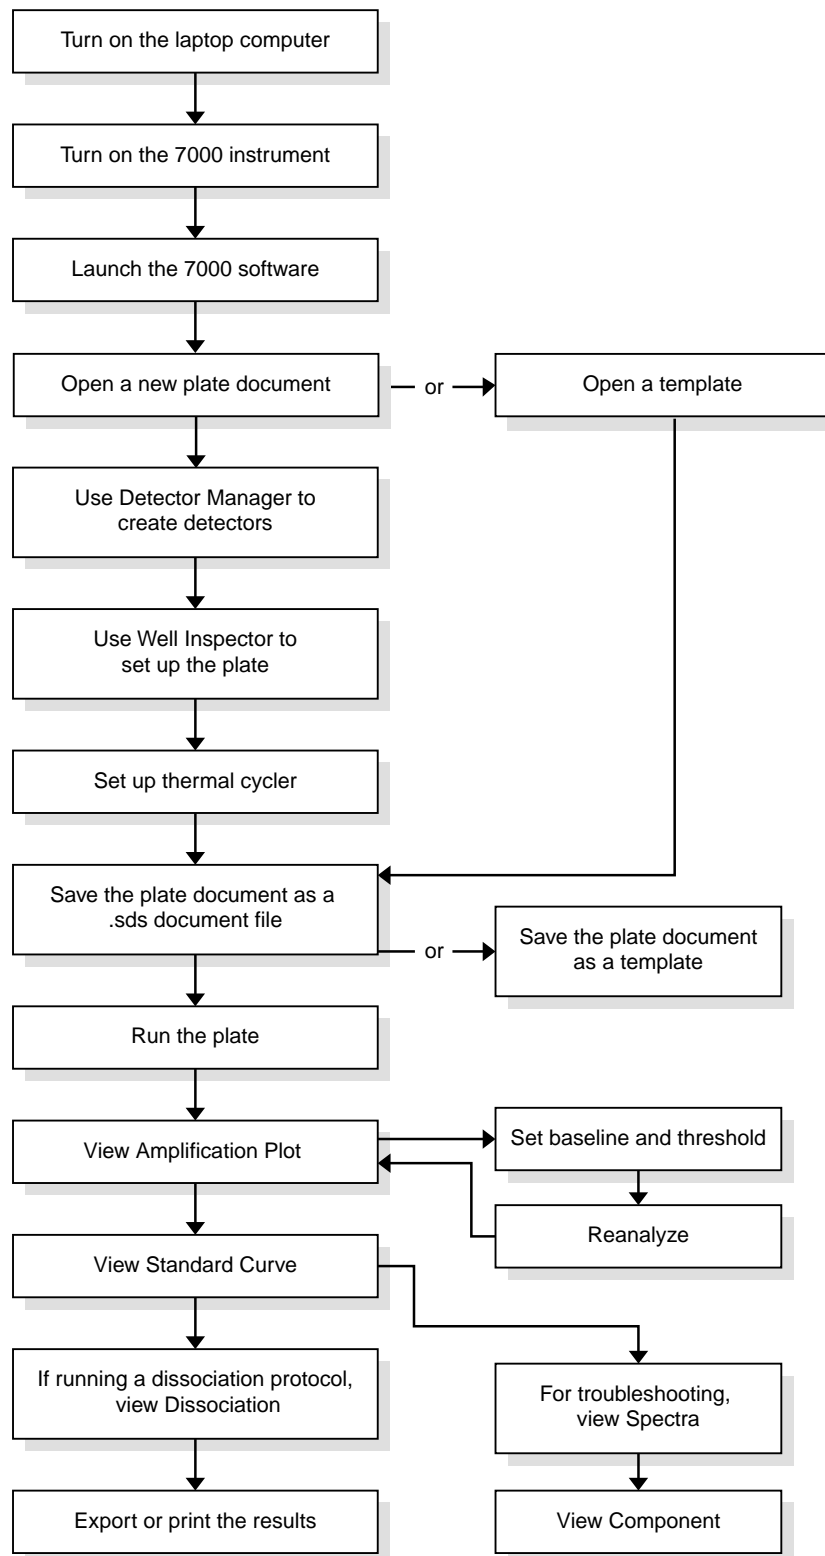 Turn on the laptop computer
Turn on the 7000 instrument
Launch the 7000 software
Open a new plate document
or
Open a template
Use Detector Manager to
create detectors
Use Well Inspector to
set up the plate
Set up thermal cycler
Save the plate document as a
.sds document file
or
Save the plate document
as a template
Run the plate
View Amplification Plot
Set baseline and threshold
Reanalyze
View Standard Curve
If running a dissociation protocol,
view Dissociation
For troubleshooting,
view Spectra
Export or print the results
View Component